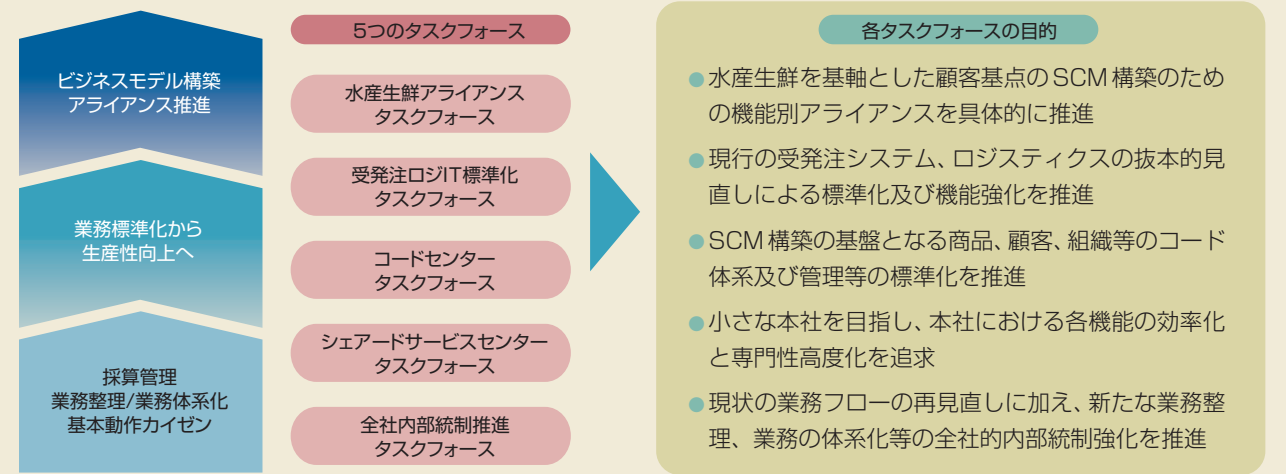 ビジネスモデル構築
アライアンス推進
業務標準化から
生産性向上へ
採算管理
業務整理/業務体系化
基本動作カイゼン
5つのタスクフォース
水産生鮮アライアンス
タスクフォース
受発注ロジIT標準化
タスクフォース
コードセンター
タスクフォース
シェアードサービスセンター
タスクフォース
全社内部統制推進
タスクフォース
各タスクフォースの目的
●水産生鮮を基軸とした顧客基点のSCM構築のため
の機能別アライアンスを具体的に推進
●現行の受発注システム、ロジスティクスの抜本的見
直しによる標準化及び機能強化を推進
●SCM構築の基盤となる商品、顧客、組織等のコード
体系及び管理等の標準化を推進
●小さな本社を目指し、本社における各機能の効率化
と専門性高度化を追求
●現状の業務フローの再見直しに加え、新たな業務整
理、業務の体系化等の全社的内部統制強化を推進